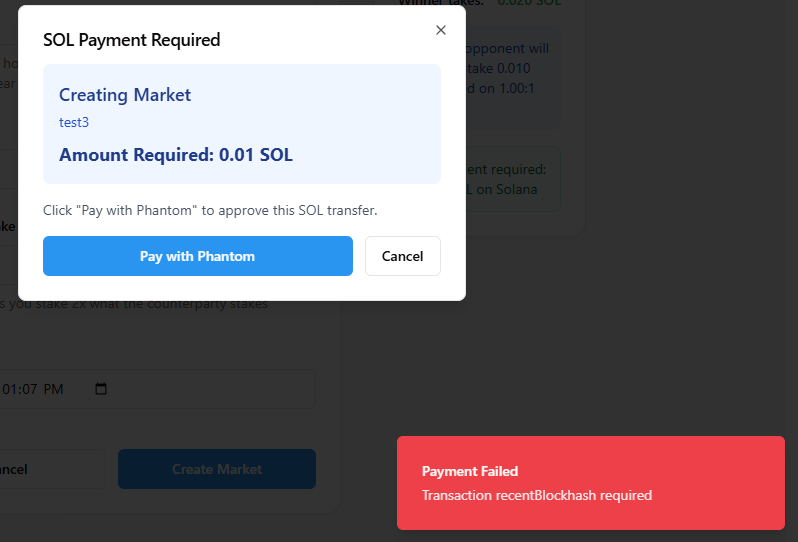 Winner takes: 0.020 SOL
SOL Payment Required
Creating Market
test3
Amount Required: 0.01 SOL
Click "Pay with Phantom" to approve this SOL transfer.
Pay with Phantom
Cancel
opponent will
stake 0.010
on 1.00:1
required:
on Solana
you stake 2x what the counterparty stakes
01:07 PM
Create Market
Payment Failed
Transaction recentBlockhash required